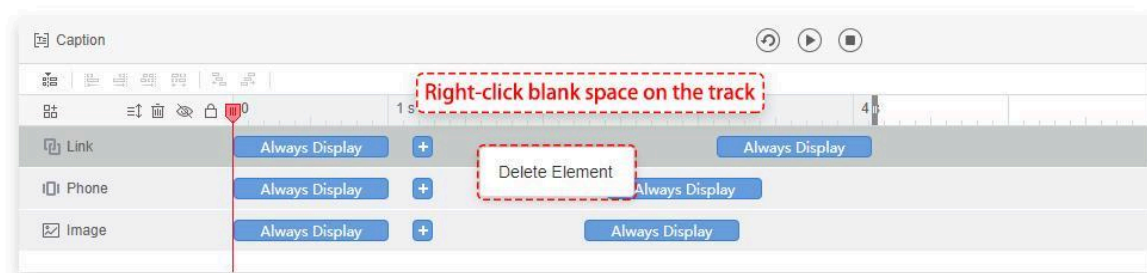 Caption
Right-click blank space on the track
0 1 s 4
Link Always Display + Always Display
Delete Element
Phone Always Display + Always Display
Image Always Display + Always Display